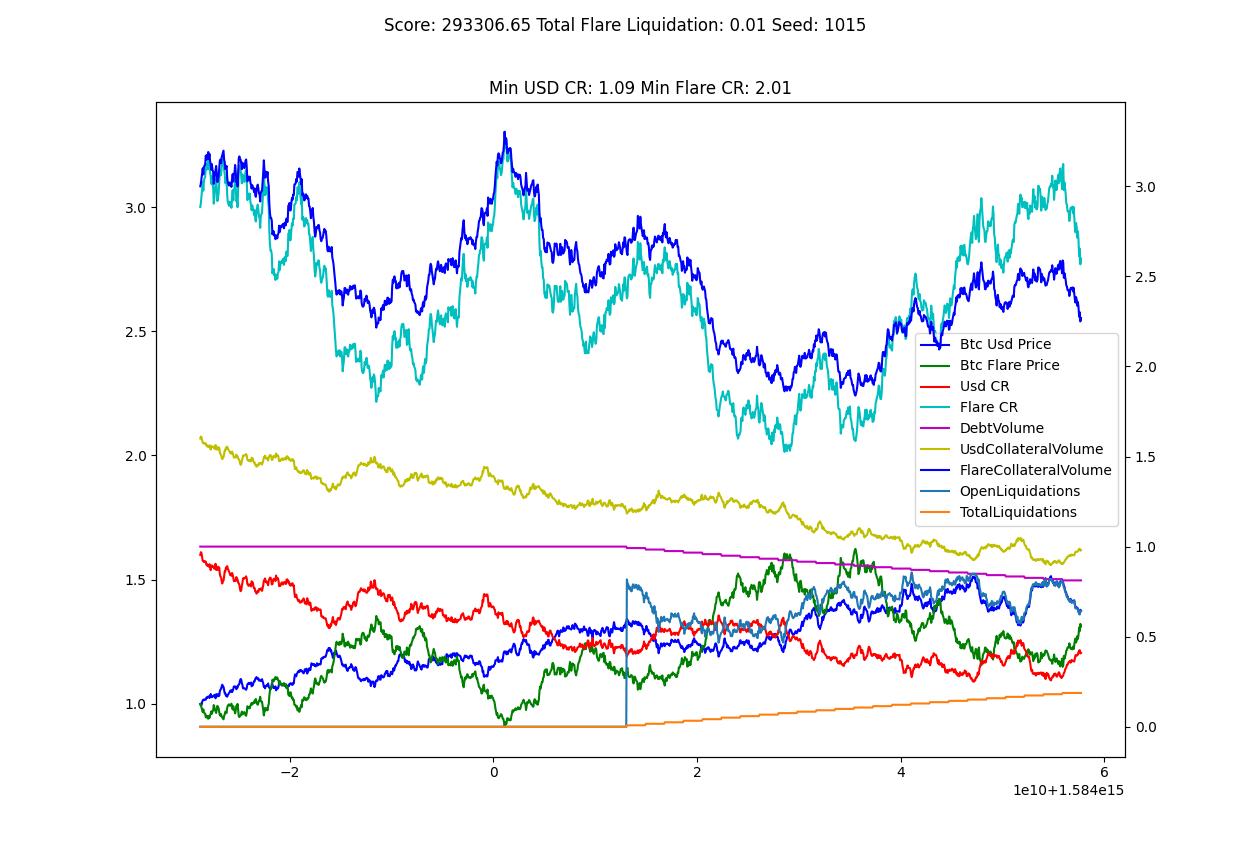 Score: 293306.65 Total Flare Liquidation: 0.01 Seed: 1015
Min USD CR: 1.09 Min Flare CR: 2.01
3.0
2.5
2.0
1.5
1.0
3.0
2.5
2.0
1.5
1.0
0.5
0.0
Btc Usd Price
Btc Flare Price
Usd CR
Flare CR
DebtVolume
UsdCollateralVolume
FlareCollateralVolume
OpenLiquidations
TotalLiquidations
−2 0 2 4 6
1e10+1.584e15